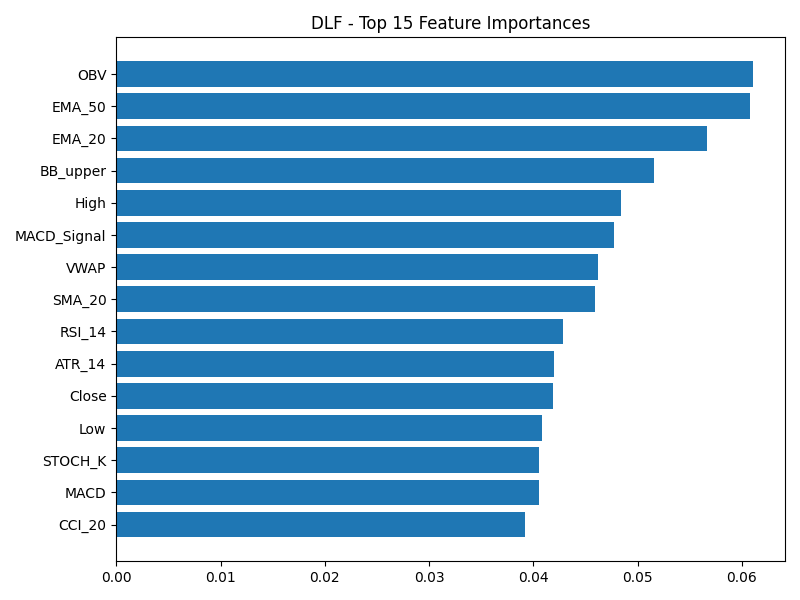 DLF - Top 15 Feature Importances
OBV
EMA_50
EMA_20
BB_upper
High
MACD_Signal
VWAP
SMA_20
RSI_14
ATR_14
Close
Low
STOCH_K
MACD
CCI_20
0.00 0.01 0.02 0.03 0.04 0.05 0.06